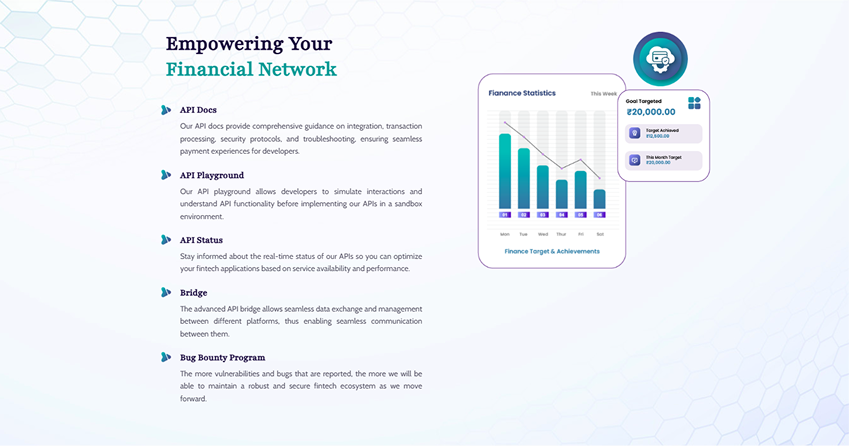 Empowering Your
Financial Network
API Docs
Our API docs provide comprehensive guidance on integration, transaction
processing, security protocols, and troubleshooting, ensuring seamless
payment experiences for developers.
API Playground
Our API playground allows developers to simulate interactions and
understand API functionality before implementing our APIs in a sandbox
environment.
API Status
Stay informed about the real-time status of our APIs so you can optimize
your fintech applications based on service availability and performance.
Bridge
The advanced API bridge allows seamless data exchange and management
between different platforms, thus enabling seamless communication
between them.
Bug Bounty Program
The more vulnerabilities and bugs that are reported, the more we will be
able to maintain a robust and secure fintech ecosystem as we move
forward.
Fianance Statistics
This Week
01 02 03 04 05 06
Mon Tue Wed Thur Fri Sat
Finance Target & Achievements
Goal Targeted
₹20,000.00
Target Achieved
This Month Target
₹20,000.00